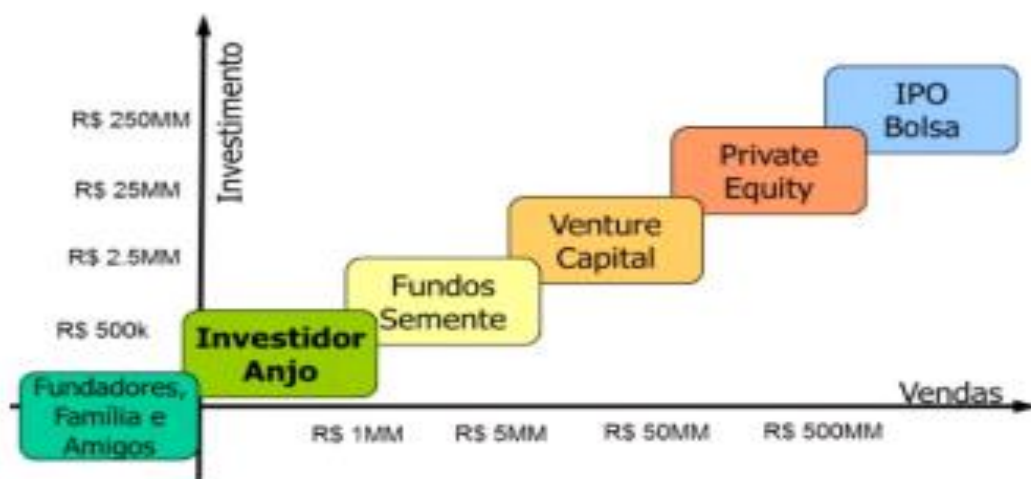 Investimento
R$ 250MM
R$ 25MM
R$ 2.5MM
R$ 500k
IPO
Bolsa
Private
Equity
Venture
Capital
Fundos
Semente
Investidor
Anjo
Fundadores,
Família e
Amigos
Vendas
R$ 1MM
R$ 5MM
R$ 50MM
R$ 500MM